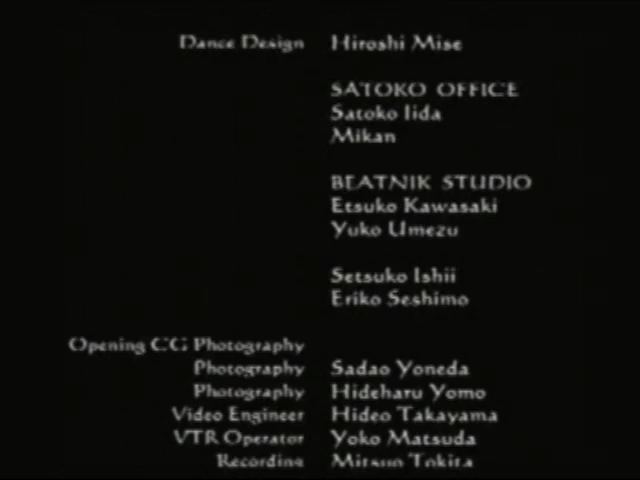 Dance Design Hiroshi Mise
SATOKO OFFICE
Satoko Iida
Mikan
BEATNIK STUDIO
Etsuko Kawasaki
Yuko Umezu
Setsuko Ishii
Eriko Seshimo
Opening CG Photography
Photography Sadao Yoneda
Photography Hideharu Yomo
Video Engineer Hideo Takayama
VTR Operator Yoko Matsuda
Recording Mitsuo Tokita